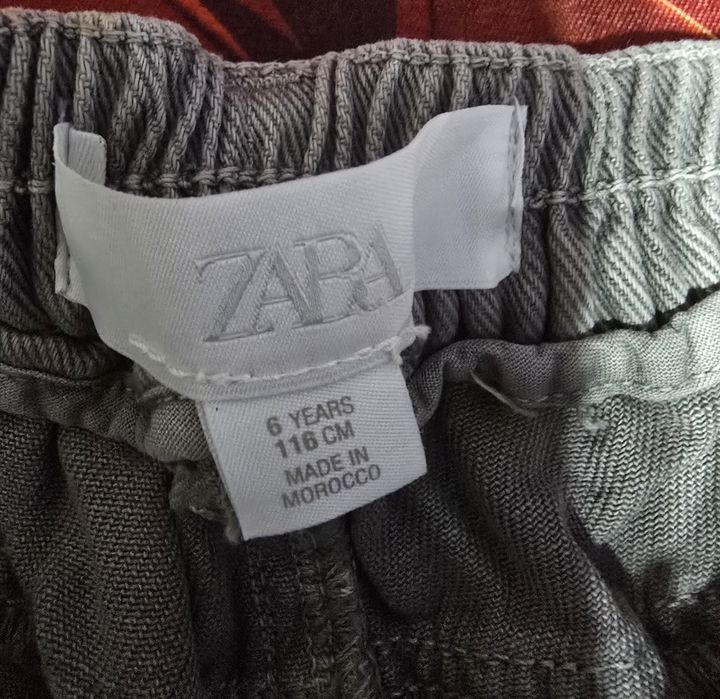 ZARA
6 YEARS
116 CM
MADE IN
MOROCCO